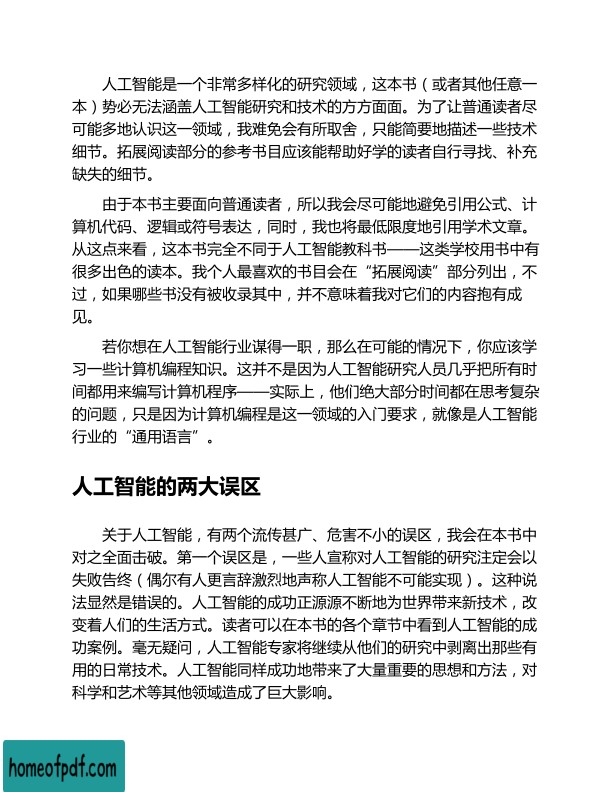 人工智能是一个非常多样化的研究领域，这本书（或者其他任意一
本）势必无法涵盖人工智能研究和技术的方方面面。为了让普通读者尽
可能多地认识这一领域，我难免会有所取舍，只能简要地描述一些技术
细节。拓展阅读部分的参考书目应该能帮助好学的读者自行寻找、补充
缺失的细节。
由于本书主要面向普通读者，所以我会尽可能地避免引用公式、计
算机代码、逻辑或符号表达，同时，我也将最低限度地引用学术文章。
从这点来看，这本书完全不同于人工智能教科书——这类学校用书中有
很多出色的读本。我个人最喜欢的书目会在“拓展阅读”部分列出，不
过，如果哪些书没有被收录其中，并不意味着我对它们的内容抱有成
见。
若你想在人工智能行业谋得一职，那么在可能的情况下，你应该学
习一些计算机编程知识。这并不是因为人工智能研究人员几乎把所有时
间都用来编写计算机程序——实际上，他们绝大部分时间都在思考复杂
的问题，只是因为计算机编程是这一领域的入门要求，就像是人工智能
行业的“通用语言”。
人工智能的两大误区
关于人工智能，有两个流传甚广、危害不小的误区，我会在本书中
对之全面击破。第一个误区是，一些人宣称对人工智能的研究注定会以
失败告终（偶尔有人更言辞激烈地声称人工智能不可能实现）。这种说
法显然是错误的。人工智能的成功正源源不断地为世界带来新技术，改
变着人们的生活方式。读者可以在本书的各个章节中看到人工智能的成
功案例。毫无疑问，人工智能专家将继续从他们的研究中剥离出那些有
用的日常技术。人工智能同样成功地带来了大量重要的思想和方法，对
科学和艺术等其他领域造成了巨大影响。
homeofpdf.com